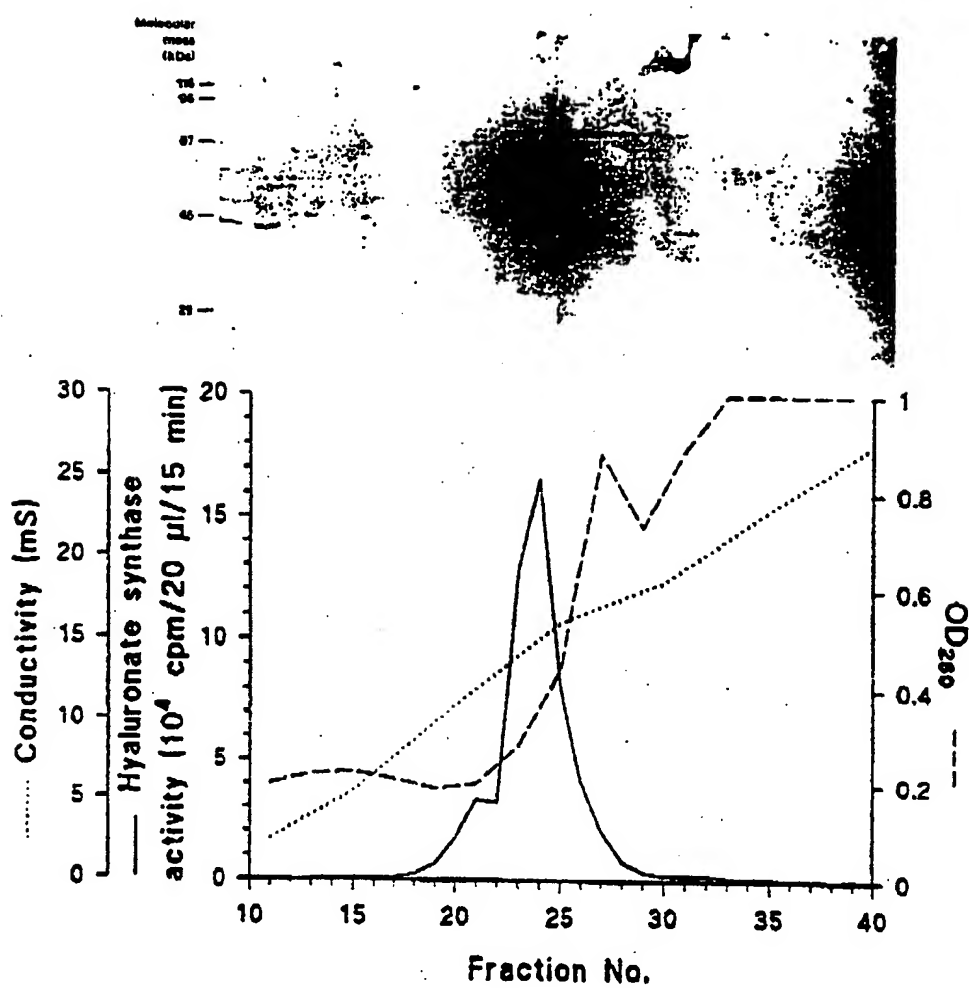 Molecular
mass
(kDa)
116
96
67
45
29
30
25
20
15
10
5
0
Conductivity (mS)
Hyaluronate synthase
activity (10⁴ cpm/20 µl/15 min)
20
15
10
5
0
1
0.8
0.6
0.4
0.2
0
OD₂₈₀
10 15 20 25 30 35 40
Fraction No.